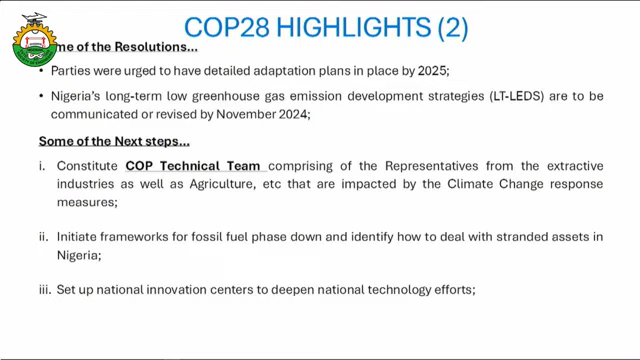 COP28 HIGHLIGHTS (2)
me of the Resolutions...
• Parties were urged to have detailed adaptation plans in place by 2025;
• Nigeria's long-term low greenhouse gas emission development strategies (LT-LEDS) are to be
communicated or revised by November 2024;
Some of the Next steps...
i. Constitute COP Technical Team comprising of the Representatives from the extractive
industries as well as Agriculture, etc that are impacted by the Climate Change response
measures;
ii. Initiate frameworks for fossil fuel phase down and identify how to deal with stranded assets in
Nigeria;
iii. Set up national innovation centers to deepen national technology efforts;